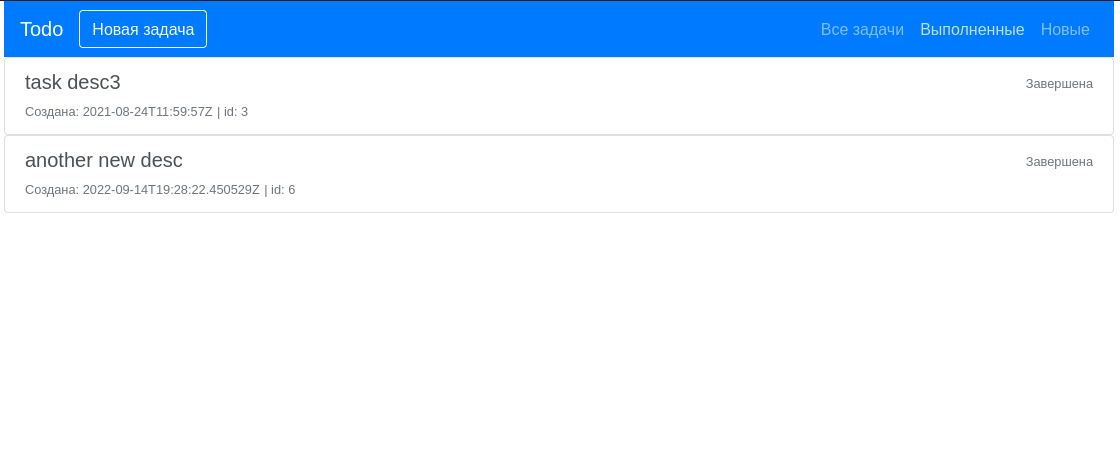 Todo Новая задача Все задачи Выполненные Новые
task desc3 Завершена
Создана: 2021-08-24T11:59:57Z | id: 3
another new desc Завершена
Создана: 2022-09-14T19:28:22.450529Z | id: 6